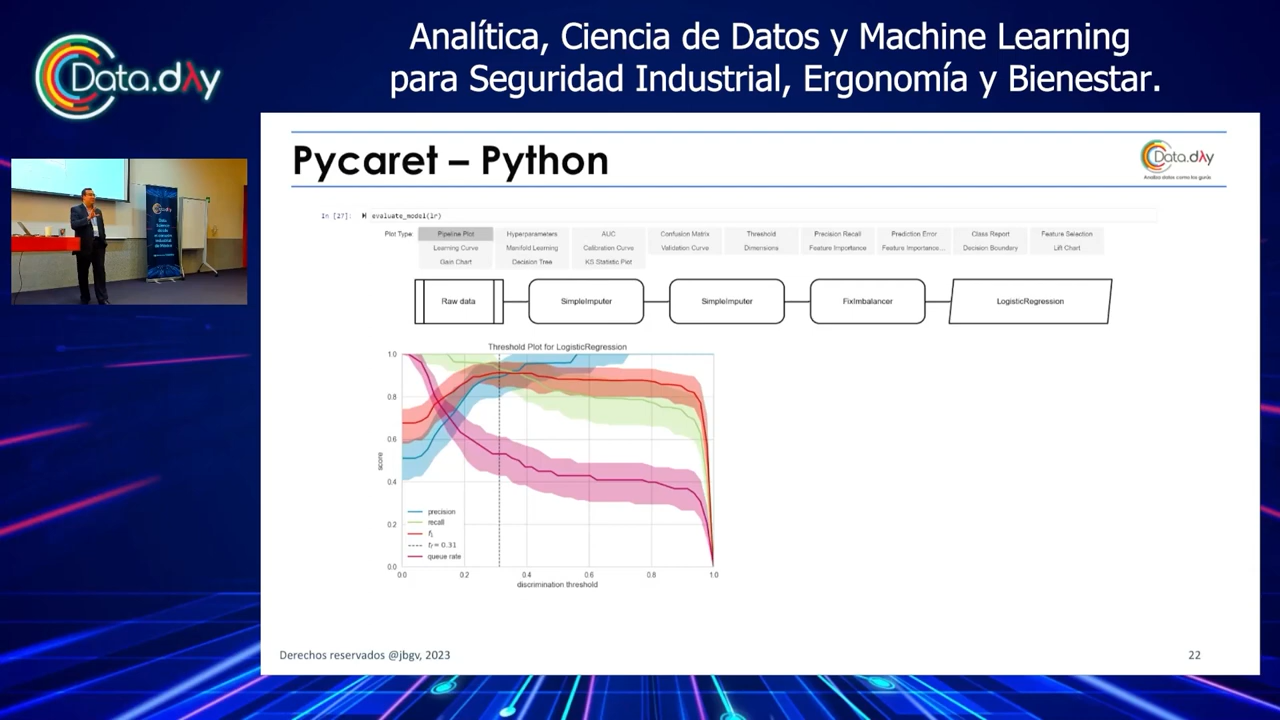 Analítica, Ciencia de Datos y Machine Learning
para Seguridad Industrial, Ergonomía y Bienestar.
Data.day
Pycaret – Python
Data.day
In [27]: evaluate_model(lr)
Plot Type: Pipeline Plot Hyperparameters AUC Confusion Matrix Threshold Precision Recall Prediction Error Class Report Feature Selection
Learning Curve Manifold Learning Calibration Curve Validation Curve Dimensions Feature Importance Feature Importance... Decision Boundary Lift Chart
Gain Chart Decision Tree KS Statistic Plot
Raw data SimpleImputer SimpleImputer FixImbalancer LogisticRegression
Threshold Plot for LogisticRegression
1.0
0.8
0.6
0.4
0.2
0.0
score
precision
recall
f1
tf = 0.31
queue rate
0.0 0.2 0.4 0.6 0.8 1.0
discrimination threshold
Derechos reservados @jbgv, 2023
22